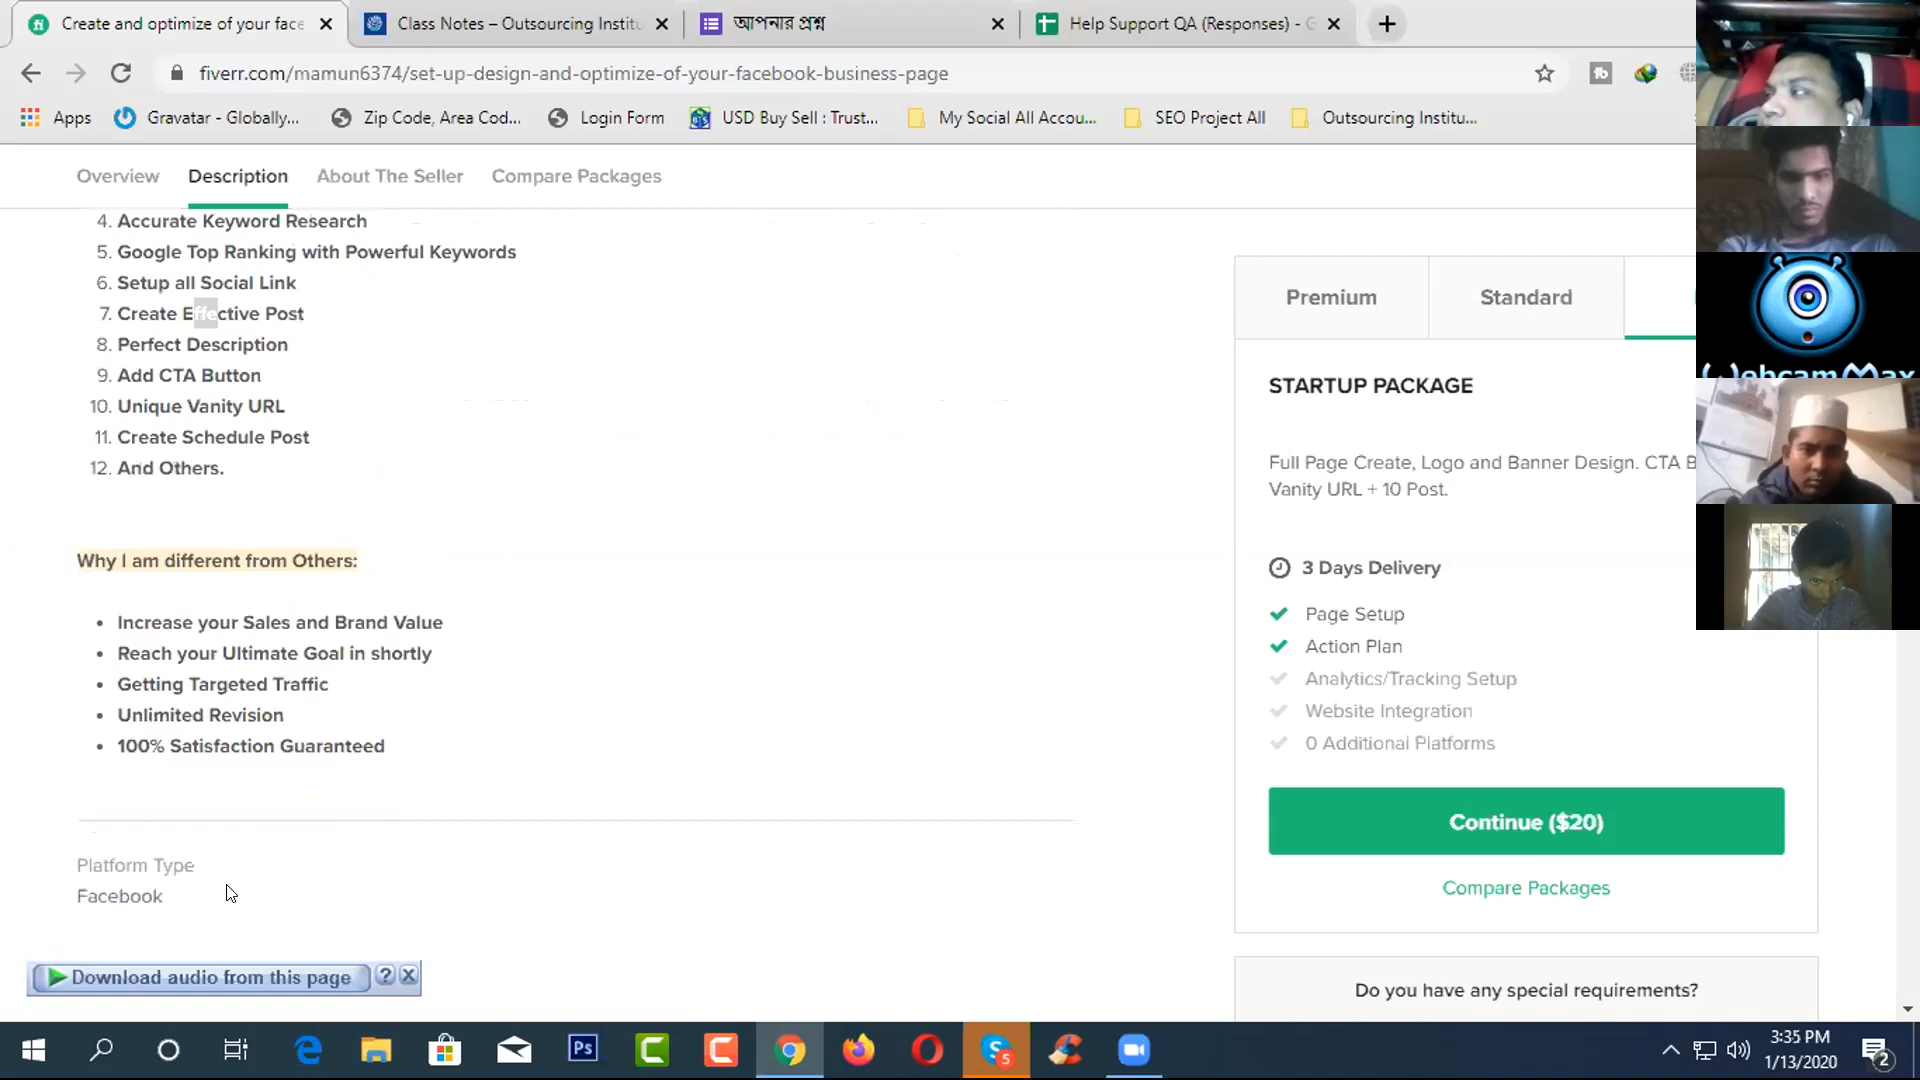 Create and optimize of your face
Class Notes – Outsourcing Institu
আপনার প্রশ্ন
Help Support QA (Responses) - G
fiverr.com/mamun6374/set-up-design-and-optimize-of-your-facebook-business-page
Apps
Gravatar - Globally...
Zip Code, Area Cod...
Login Form
USD Buy Sell : Trust...
My Social All Accou...
SEO Project All
Outsourcing Institu...
Overview
Description
About The Seller
Compare Packages
4. Accurate Keyword Research
5. Google Top Ranking with Powerful Keywords
6. Setup all Social Link
7. Create Effective Post
8. Perfect Description
9. Add CTA Button
10. Unique Vanity URL
11. Create Schedule Post
12. And Others.
Why I am different from Others:
• Increase your Sales and Brand Value
• Reach your Ultimate Goal in shortly
• Getting Targeted Traffic
• Unlimited Revision
• 100% Satisfaction Guaranteed
Platform Type
Facebook
Download audio from this page
Premium
Standard
STARTUP PACKAGE
Full Page Create, Logo and Banner Design. CTA B
Vanity URL + 10 Post.
3 Days Delivery
Page Setup
Action Plan
Analytics/Tracking Setup
Website Integration
0 Additional Platforms
Continue ($20)
Compare Packages
Do you have any special requirements?
WebcamMax
Ps
5
3:35 PM
1/13/2020
2